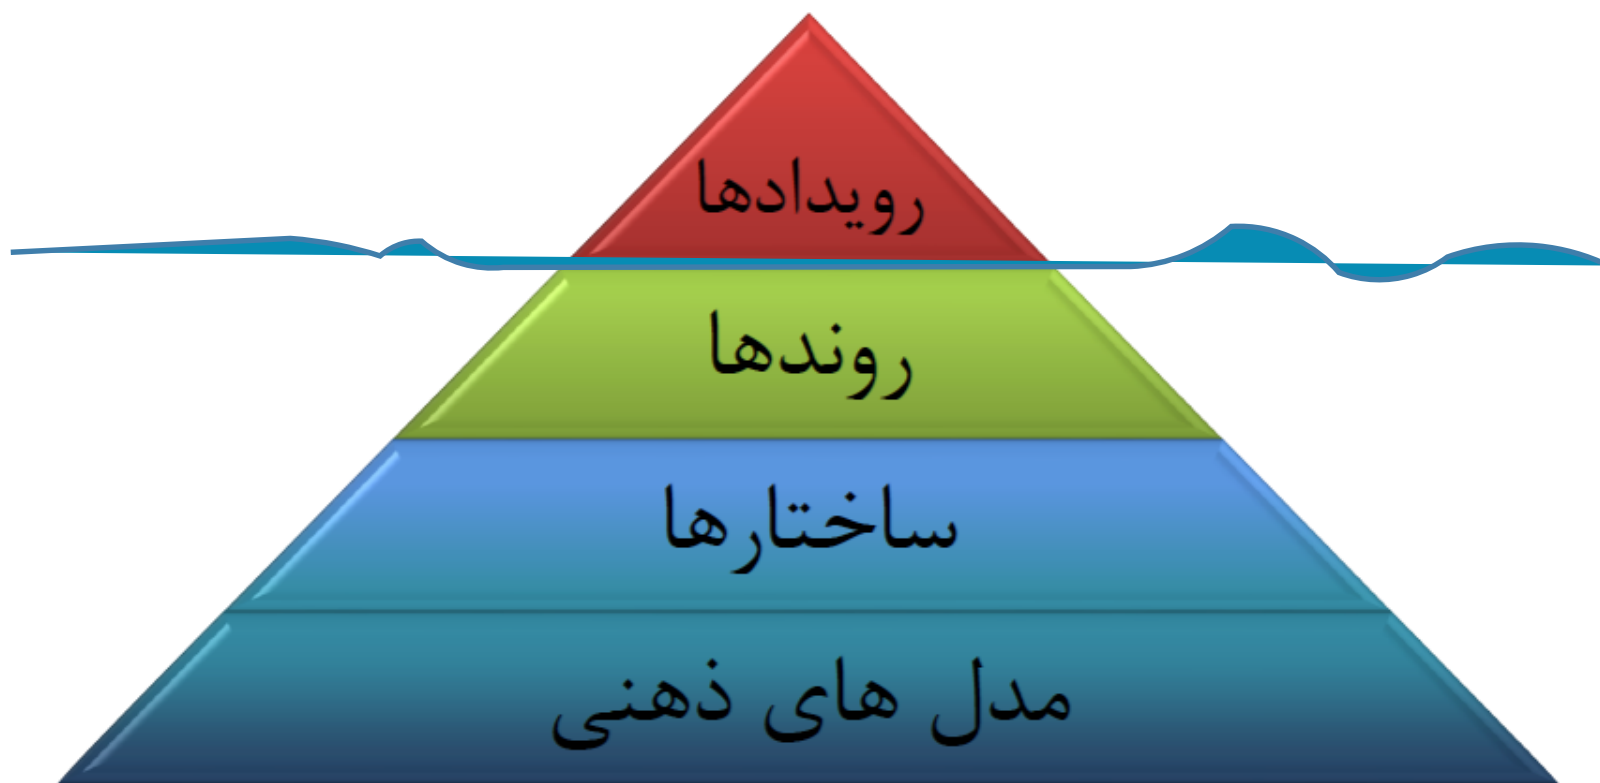 رویدادها
روندها
ساختارها
مدل های ذهنی